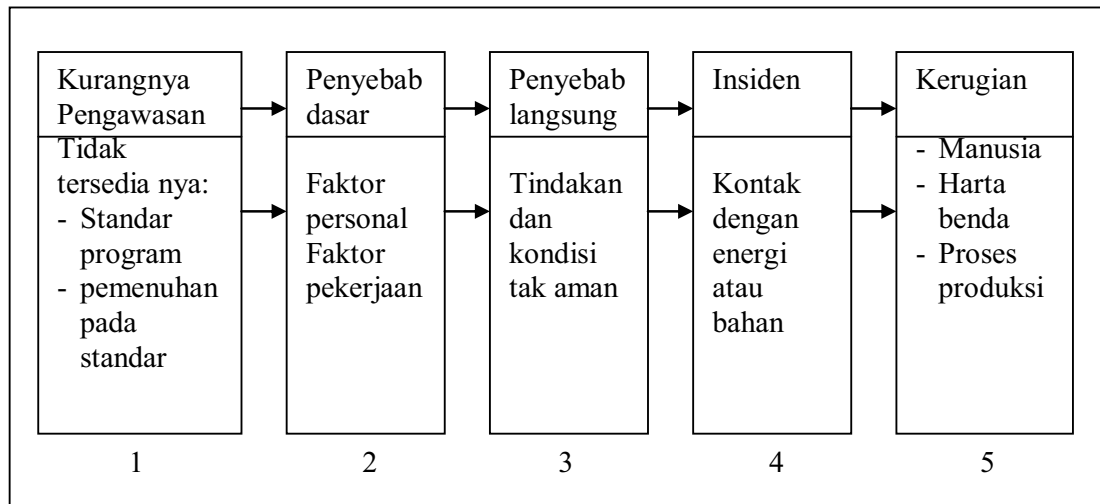 Kurangnya
Pengawasan
Tidak
tersedia nya:
- Standar
program
- pemenuhan
pada
standar
1
Penyebab
dasar
Faktor
personal
Faktor
pekerjaan
2
Penyebab
langsung
Tindakan
dan
kondisi
tak aman
3
Insiden
Kontak
dengan
energi
atau
bahan
4
Kerugian
- Manusia
- Harta
benda
- Proses
produksi
5